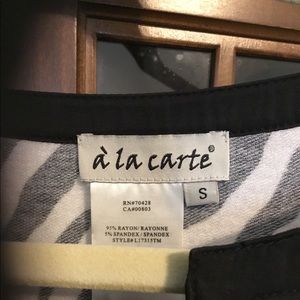 à la carte®
S
RN#70428
CA#00803
95% RAYON/RAYONNE
5% SPANDEX/SPANDEX
STYLE# L17315TM